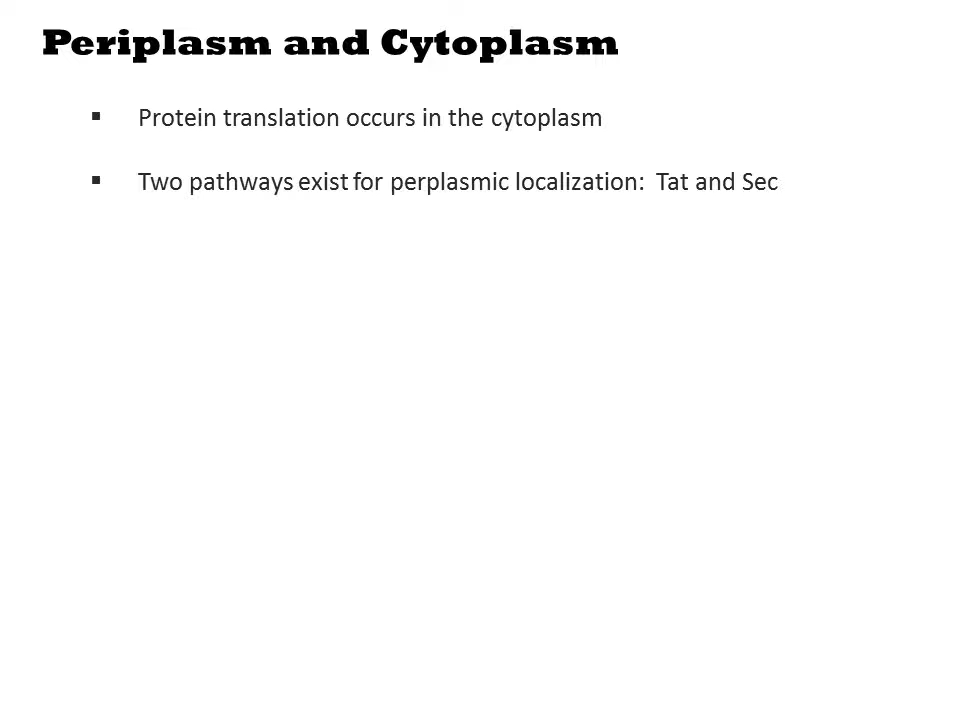 Periplasm and Cytoplasm
▪ Protein translation occurs in the cytoplasm
▪ Two pathways exist for perplasmic localization: Tat and Sec